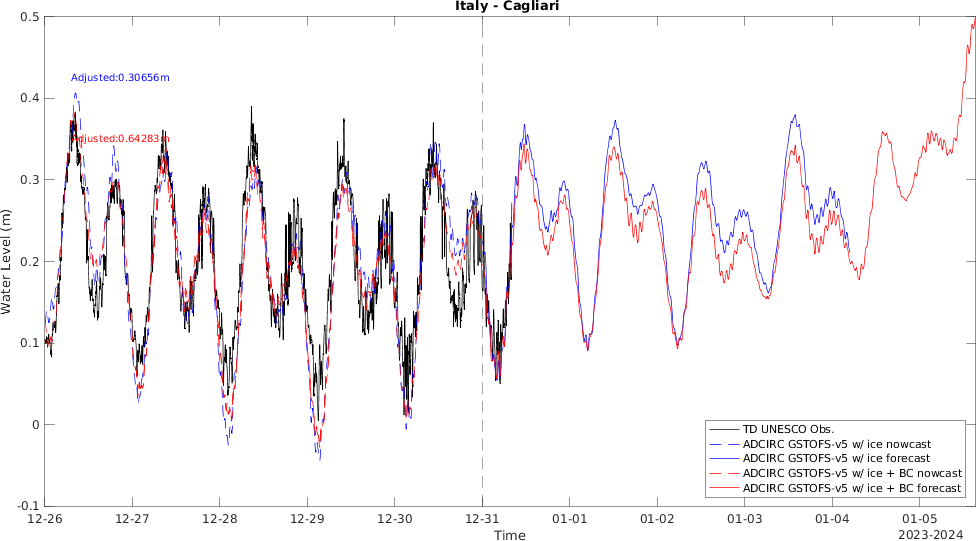 Italy - Cagliari
0.5
0.4
0.3
0.2
0.1
0
-0.1
Water Level (m)
Adjusted:0.30656m
Adjusted:0.64283m
TD UNESCO Obs.
ADCIRC GSTOFS-v5 w/ ice nowcast
ADCIRC GSTOFS-v5 w/ ice forecast
ADCIRC GSTOFS-v5 w/ ice + BC nowcast
ADCIRC GSTOFS-v5 w/ ice + BC forecast
12-26 12-27 12-28 12-29 12-30 12-31 01-01 01-02 01-03 01-04 01-05
Time
2023-2024